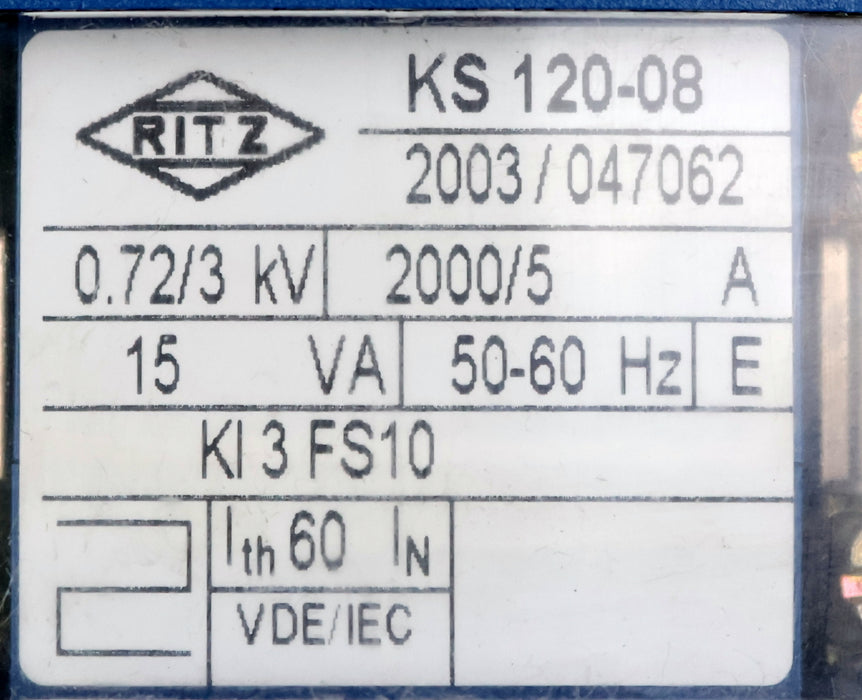 RITZ
KS 120-08
2003 / 047062
0.72/3 kV 2000/5 A
15 VA 50-60 Hz E
Kl 3 FS10
Ith 60 IN
VDE/IEC